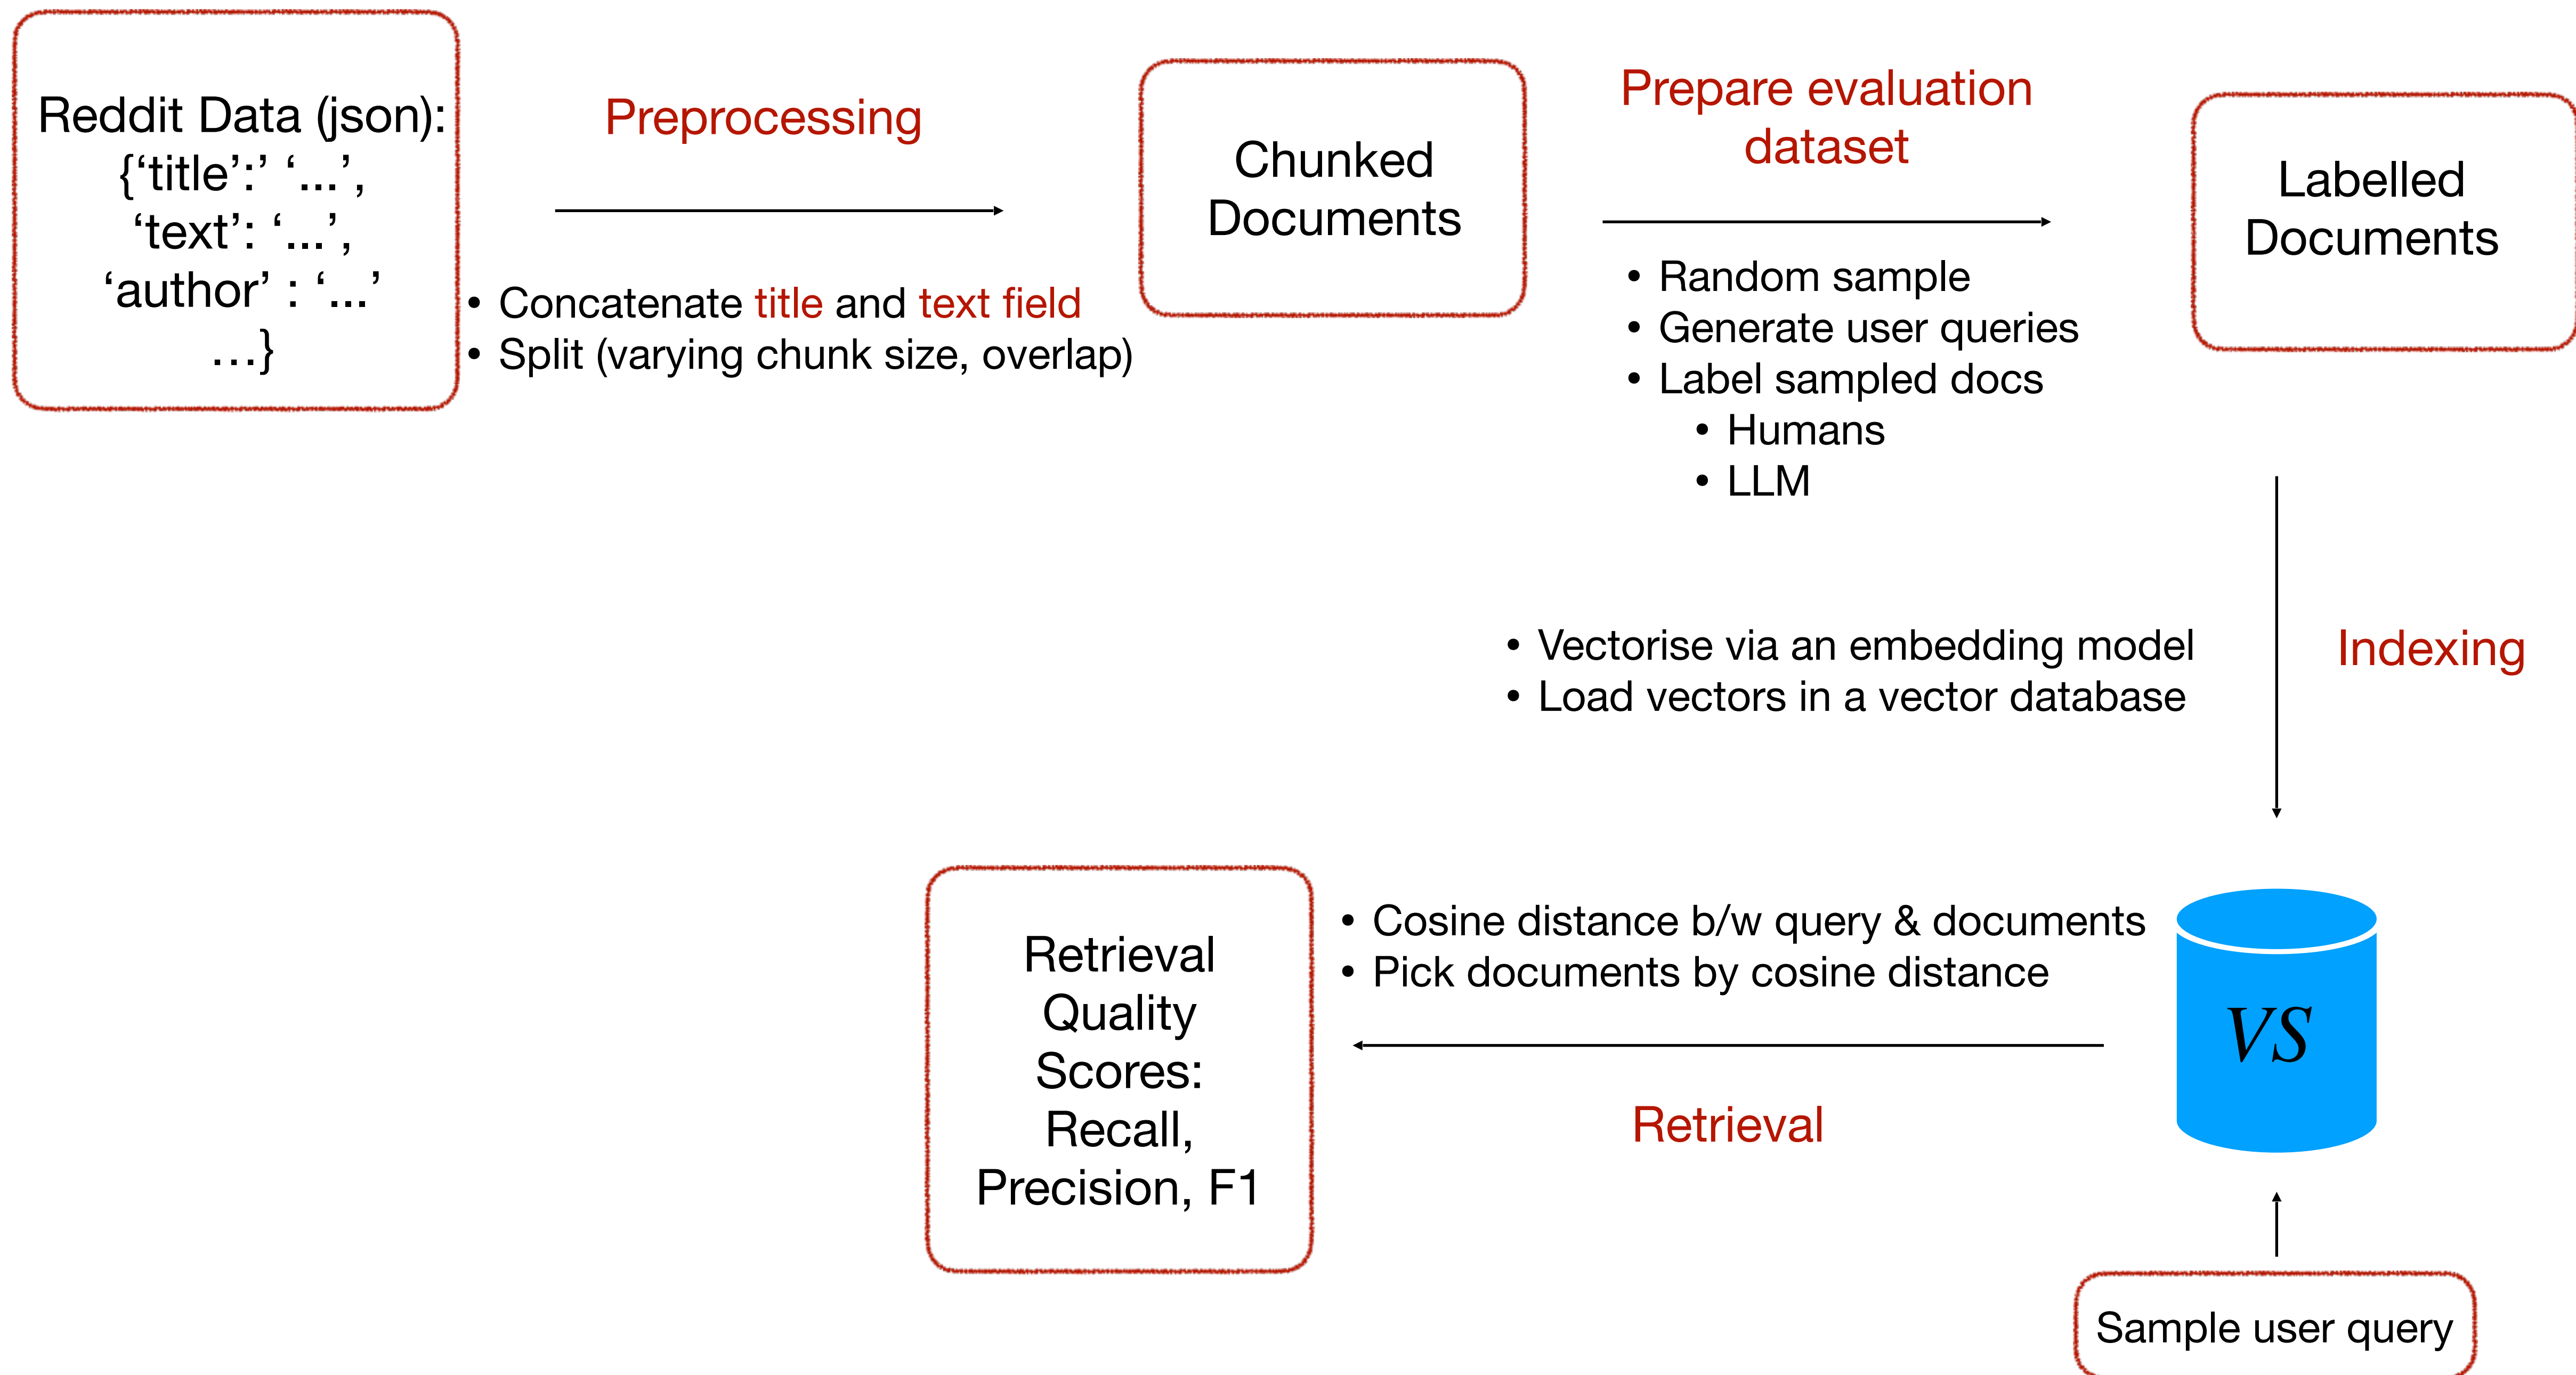 Reddit Data (json):
{‘title’:’ ‘...’,
‘text’: ‘...’,
‘author’ : ‘...’
…}
Preprocessing
• Concatenate title and text field
• Split (varying chunk size, overlap)
Chunked
Documents
Prepare evaluation
dataset
• Random sample
• Generate user queries
• Label sampled docs
• Humans
• LLM
Labelled
Documents
• Vectorise via an embedding model
• Load vectors in a vector database
Indexing
VS
Sample user query
• Cosine distance b/w query & documents
• Pick documents by cosine distance
Retrieval
Retrieval
Quality
Scores:
Recall,
Precision, F1